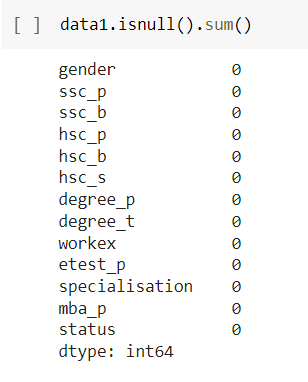 [ ] data1.isnull().sum()
gender 0
ssc_p 0
ssc_b 0
hsc_p 0
hsc_b 0
hsc_s 0
degree_p 0
degree_t 0
workex 0
etest_p 0
specialisation 0
mba_p 0
status 0
dtype: int64